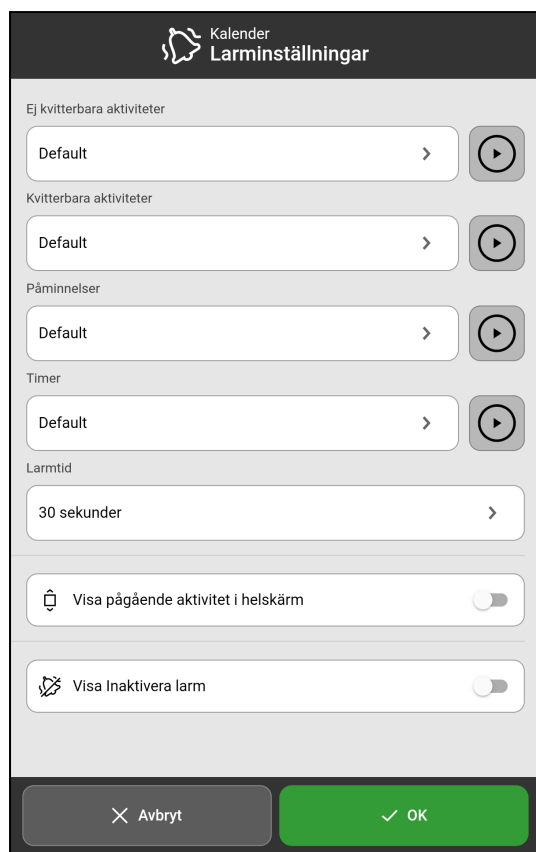 Kalender
Larminställningar
Ej kvitterbara aktiviteter
Default
Kvitterbara aktiviteter
Default
Påminnelser
Default
Timer
Default
Larmtid
30 sekunder
Visa pågående aktivitet i helskärm
Visa Inaktivera larm
Avbryt
OK